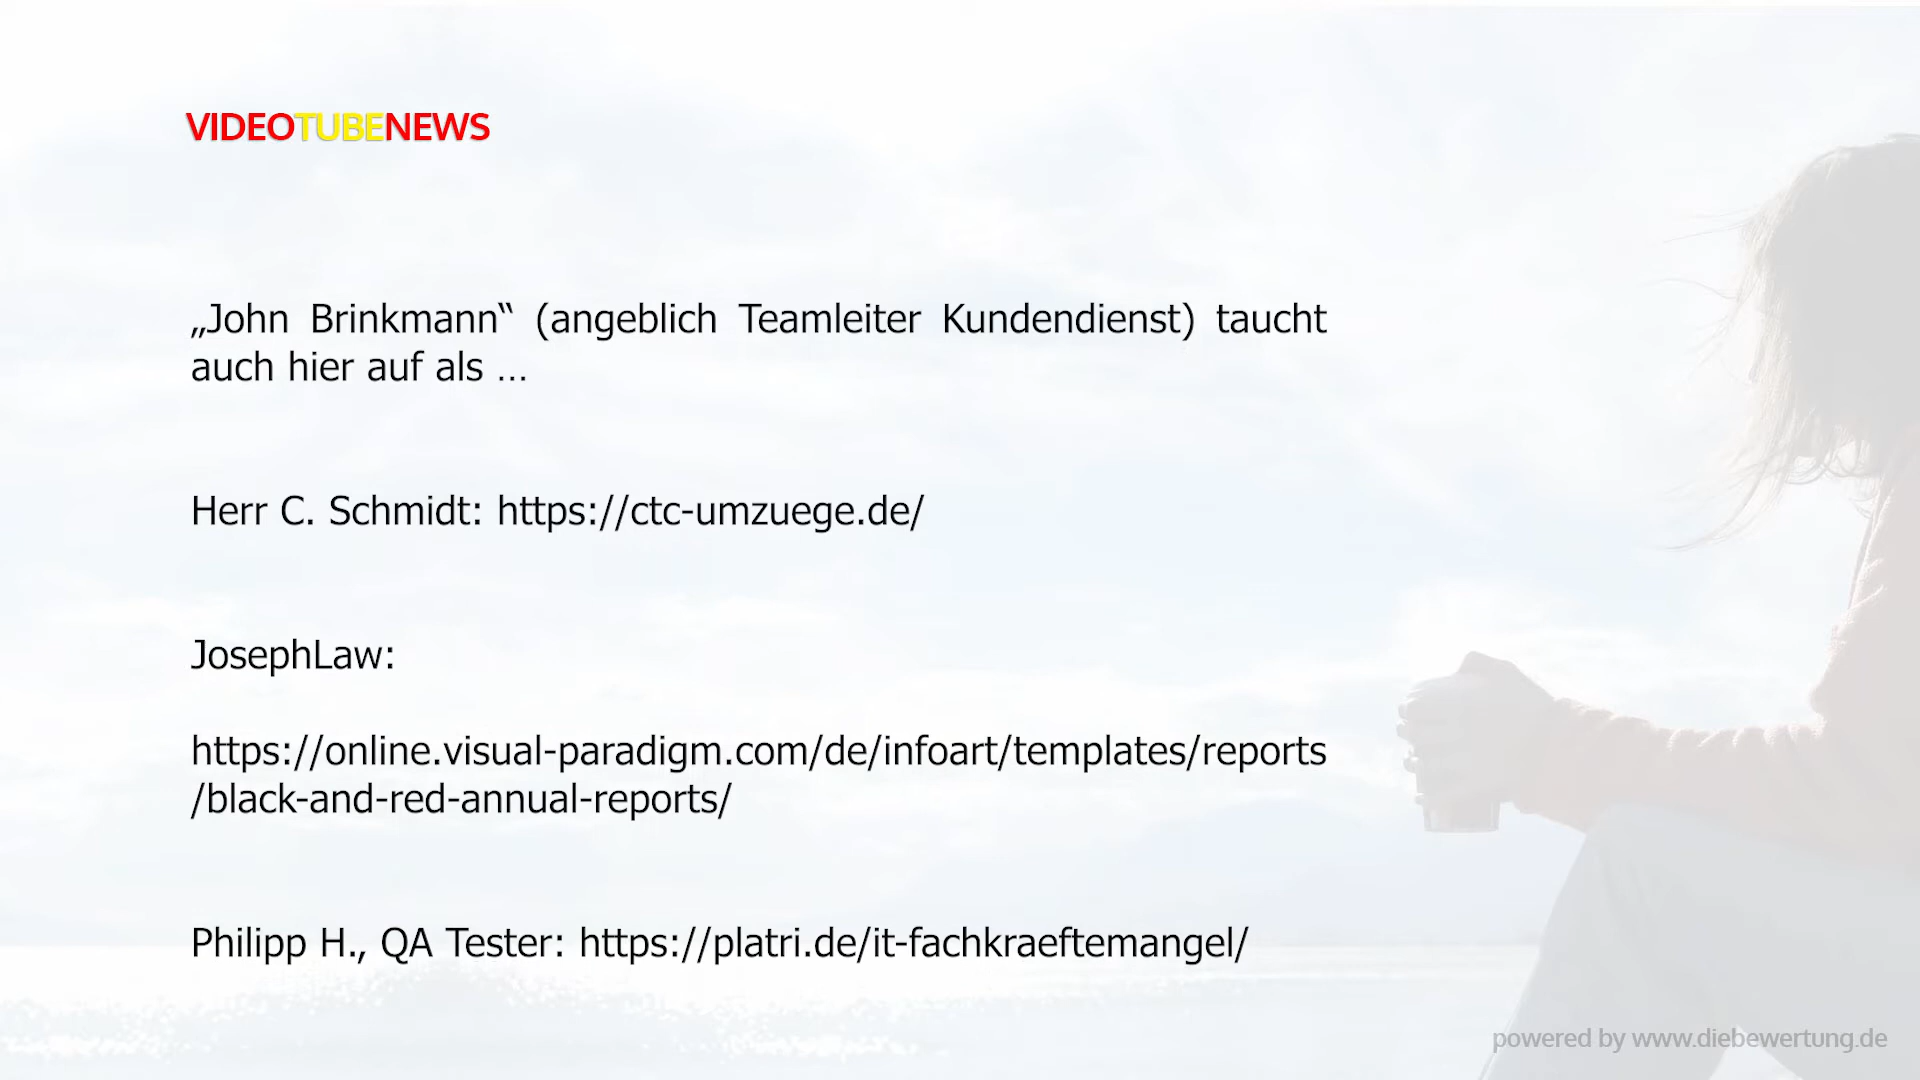 VIDEOTUBENEWS
„John Brinkmann“ (angeblich Teamleiter Kundendienst) taucht
auch hier auf als …
Herr C. Schmidt: https://ctc-umzuege.de/
JosephLaw:
https://online.visual-paradigm.com/de/infoart/templates/reports
/black-and-red-annual-reports/
Philipp H., QA Tester: https://platri.de/it-fachkraeftemangel/
powered by www.diebewertung.de